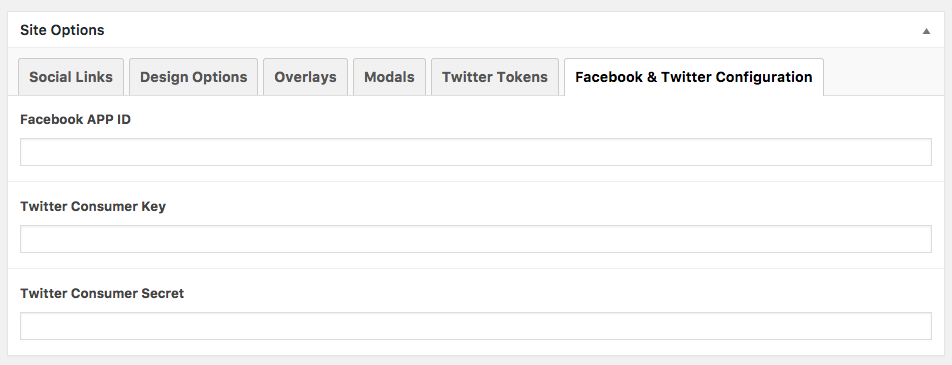 Site Options
Social Links Design Options Overlays Modals Twitter Tokens Facebook & Twitter Configuration
Facebook APP ID
Twitter Consumer Key
Twitter Consumer Secret